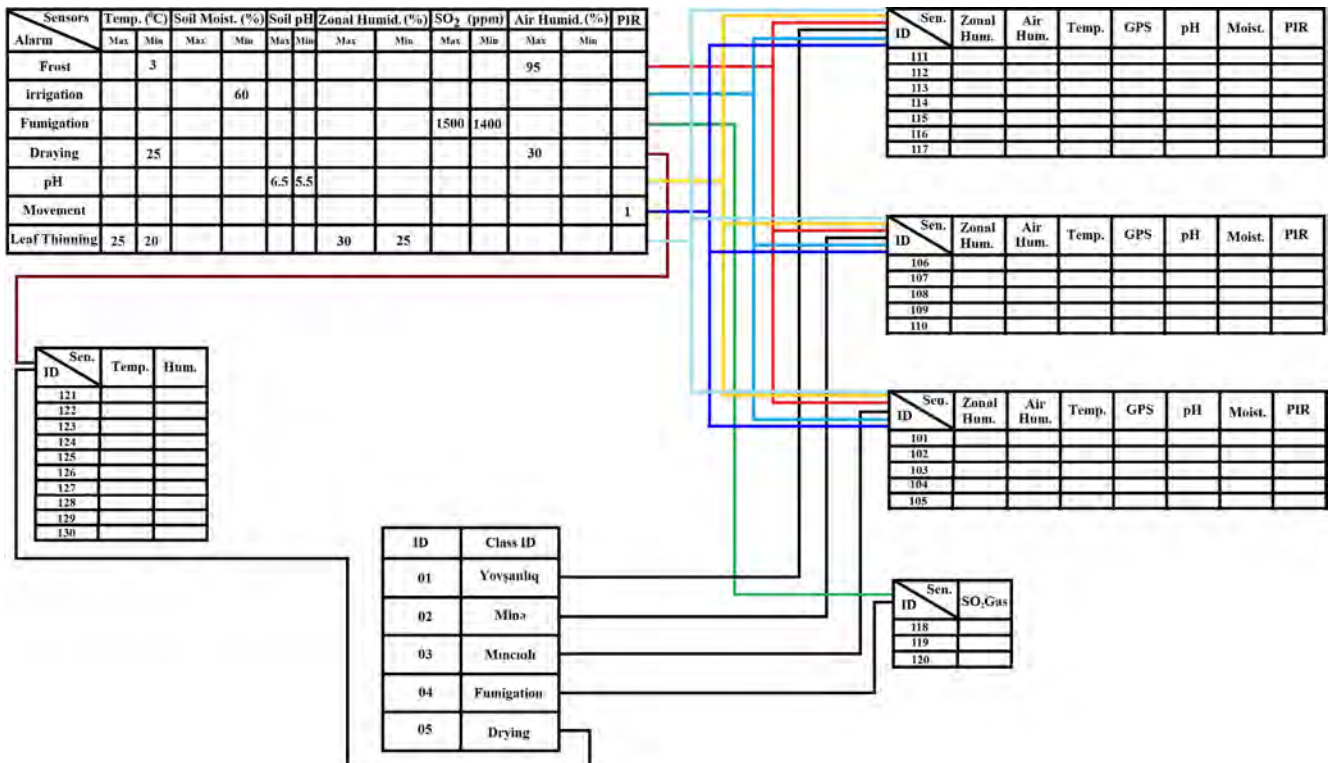 Sensors Temp. (⁰C) Soil Moist. (%) Soil pH Zonal Humid. (%) SO₂ (ppm) Air Humid. (%) PIR
Alarm Max Min Max Min Max Min Max Min Max Min Max Min
Frost 3 95
irrigation 60
Fumigation 1500 1400
Draying 25 30
pH 6.5 5.5
Movement 1
Leaf Thinning 25 20 30 25
Sen. ID Zonal Hum. Air Hum. Temp. GPS pH Moist. PIR
111
112
113
114
115
116
117
Sen. ID Zonal Hum. Air Hum. Temp. GPS pH Moist. PIR
106
107
108
109
110
Sen. ID Temp. Hum.
121
122
123
124
125
126
127
128
129
130
Sen. ID Zonal Hum. Air Hum. Temp. GPS pH Moist. PIR
101
102
103
104
105
ID Class ID
01 Yovşanlıq
02 Minə
03 Mıncıolı
04 Fumigation
05 Drying
Sen. ID SO₂Gas
118
119
120